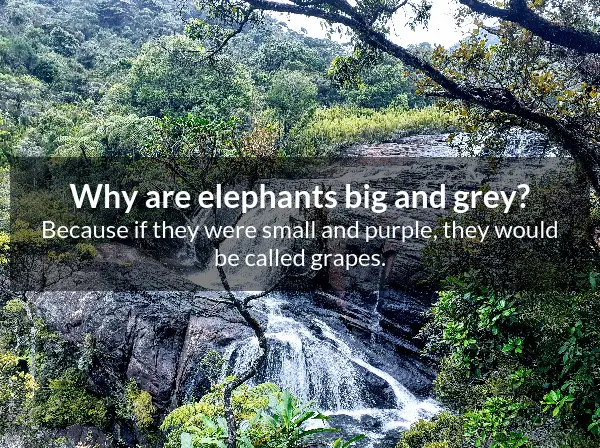 Why are elephants big and grey?
Because if they were small and purple, they would
be called grapes.